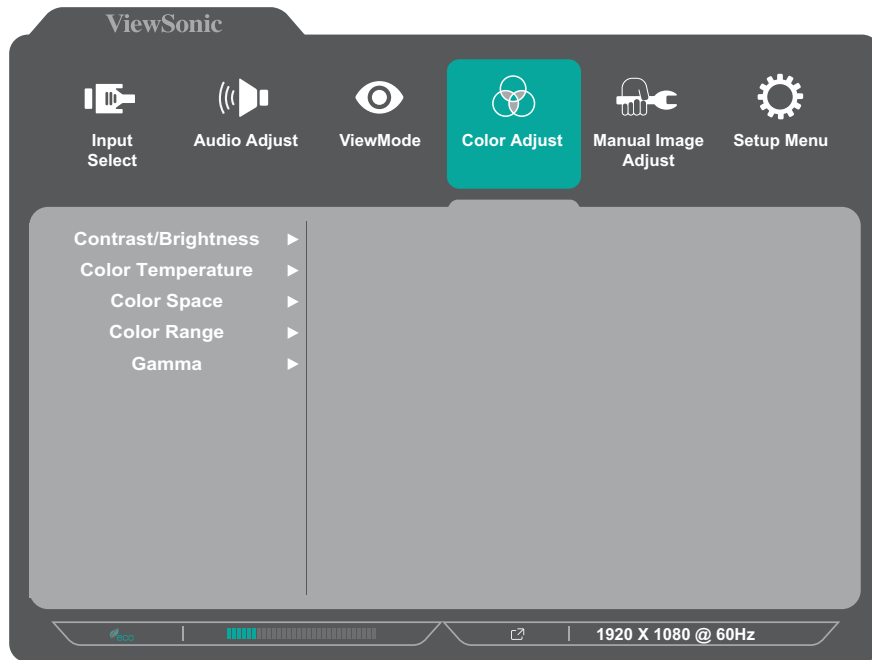 ViewSonic
Input
Select
Audio Adjust
ViewMode
Color Adjust
Manual Image
Adjust
Setup Menu
Contrast/Brightness
Color Temperature
Color Space
Color Range
Gamma
eco
1920 X 1080 @ 60Hz